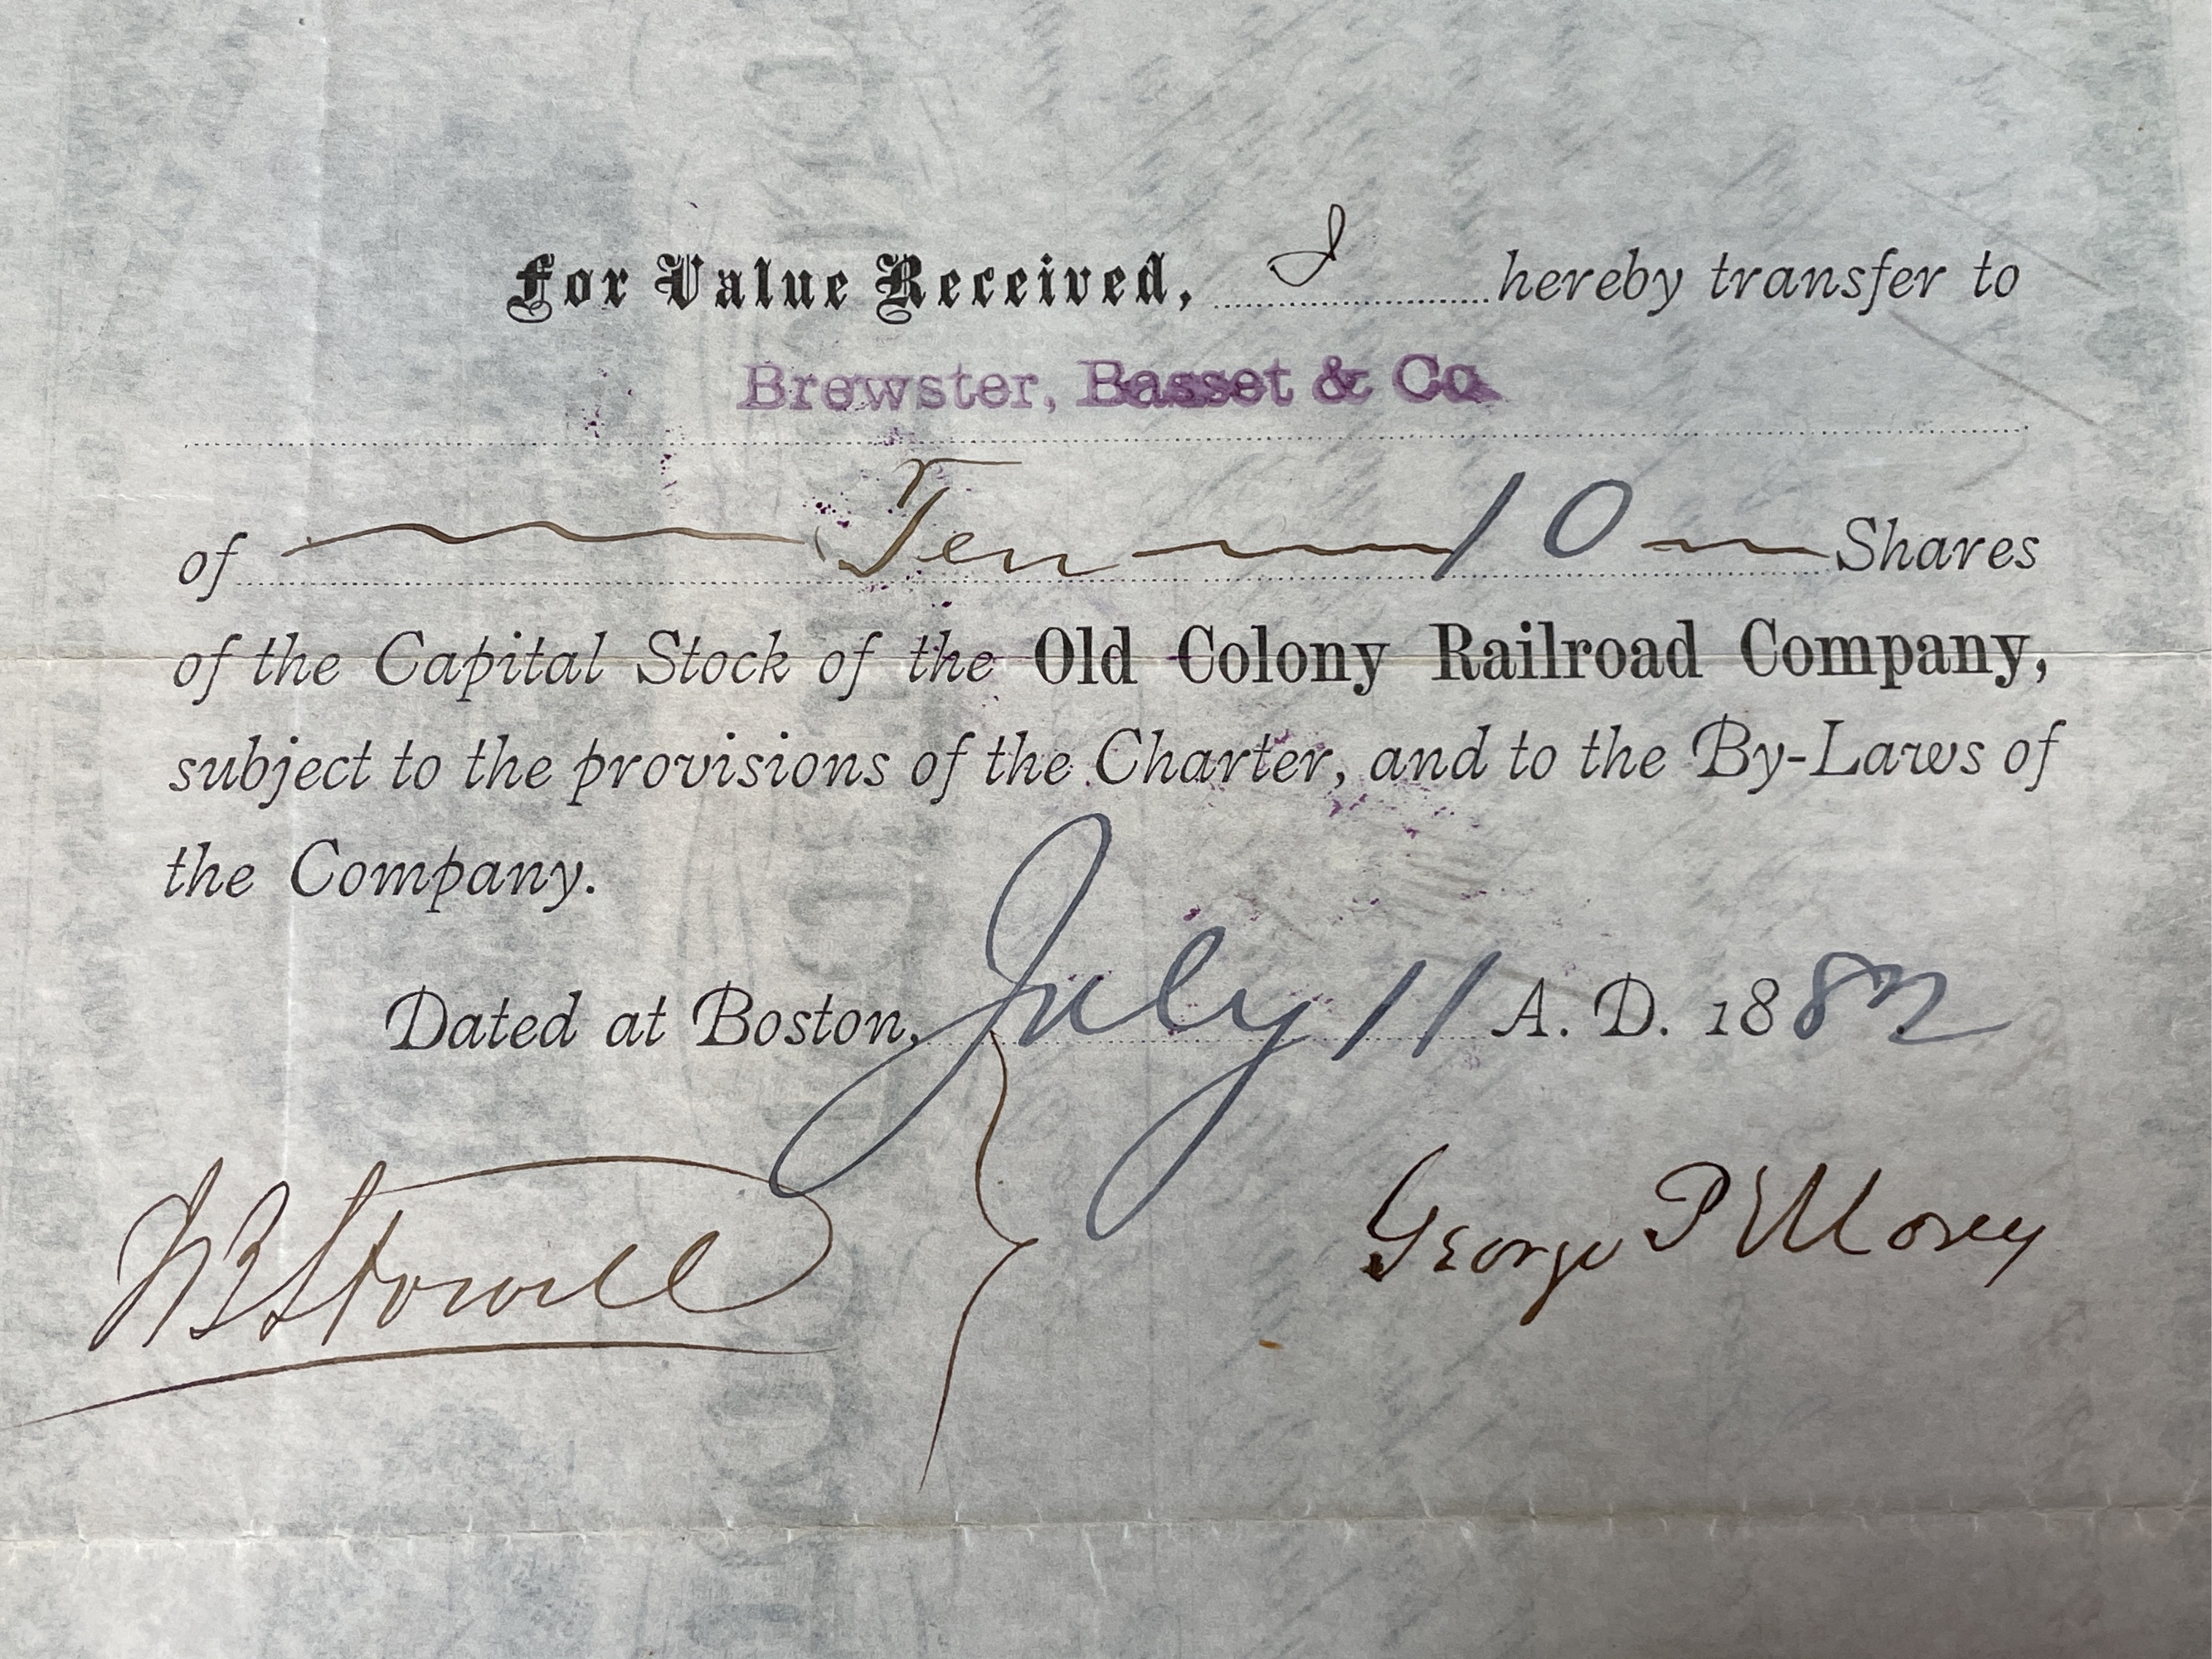 For Value Received, I hereby transfer to
Brewster, Basset & Co.
of Ten 10 Shares
of the Capital Stock of the Old Colony Railroad Company,
subject to the provisions of the Charter, and to the By-Laws of
the Company.
Dated at Boston, July 11 A. D. 1882
Stowell George P Morey